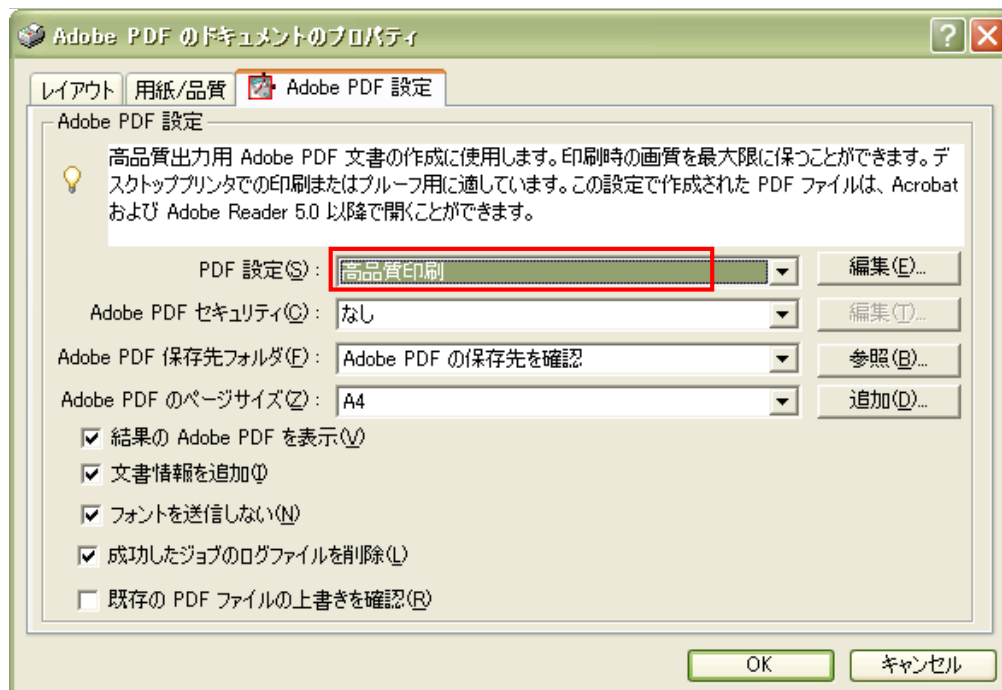 Adobe PDF のドキュメントのプロパティ
レイアウト 用紙/品質 Adobe PDF 設定
Adobe PDF 設定
高品質出力用 Adobe PDF 文書の作成に使用します。印刷時の画質を最大限に保つことができます。デ
スクトッププリンタでの印刷またはプルーフ用に適しています。この設定で作成された PDF ファイルは、Acrobat
および Adobe Reader 5.0 以降で開くことができます。
PDF 設定(S): 高品質印刷 編集(E)...
Adobe PDF セキュリティ(C): なし 編集(T)...
Adobe PDF 保存先フォルダ(F): Adobe PDF の保存先を確認 参照(B)...
Adobe PDF のページサイズ(Z): A4 追加(D)...
結果の Adobe PDF を表示(V)
文書情報を追加(I)
フォントを送信しない(N)
成功したジョブのログファイルを削除(L)
既存の PDF ファイルの上書きを確認(R)
OK キャンセル